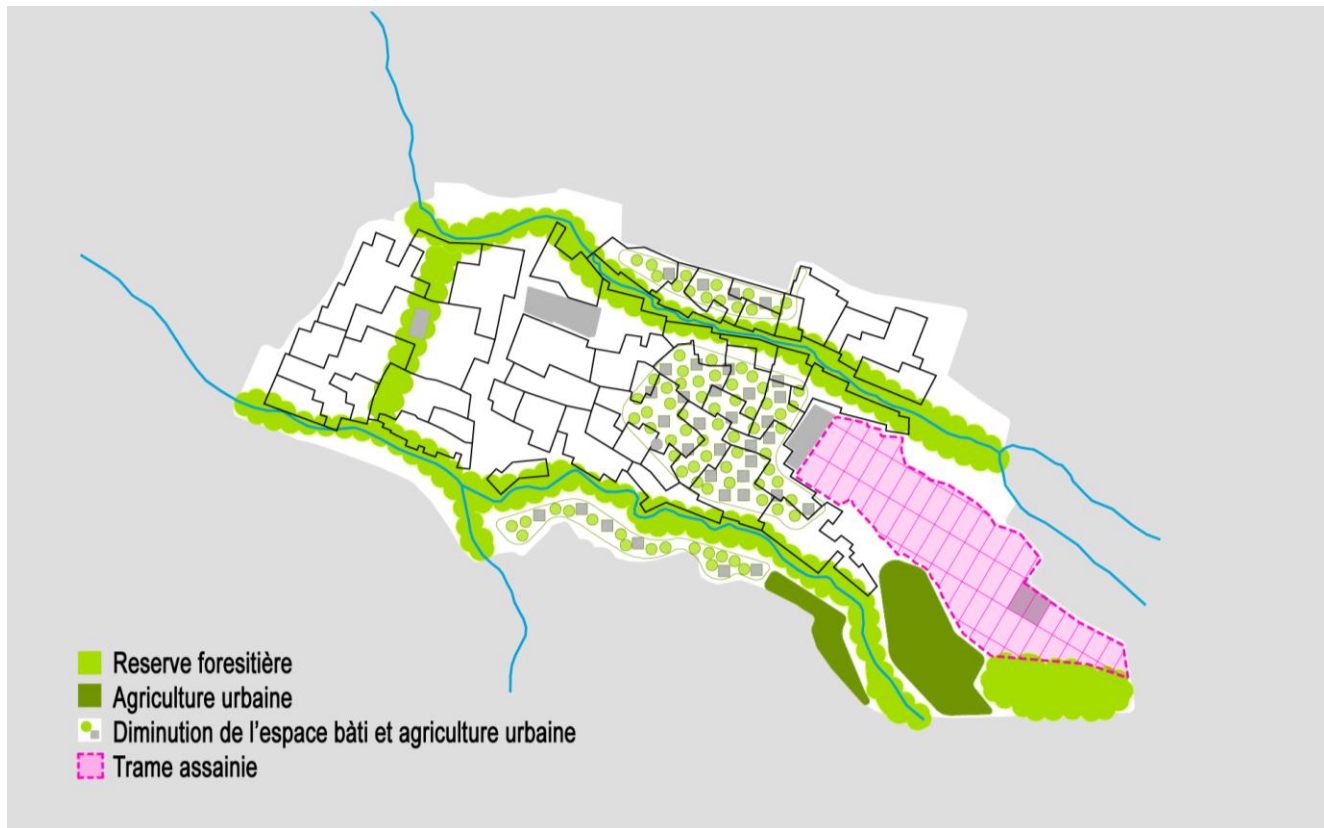 Reserve foresitière
Agriculture urbaine
Diminution de l'espace bàti et agriculture urbaine
Trame assainie